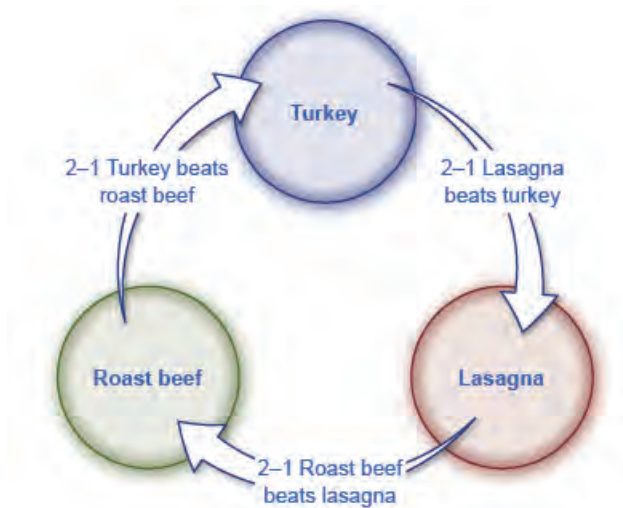 Turkey
2–1 Turkey beats
roast beef
2–1 Lasagna
beats turkey
Roast beef
Lasagna
2–1 Roast beef
beats lasagna